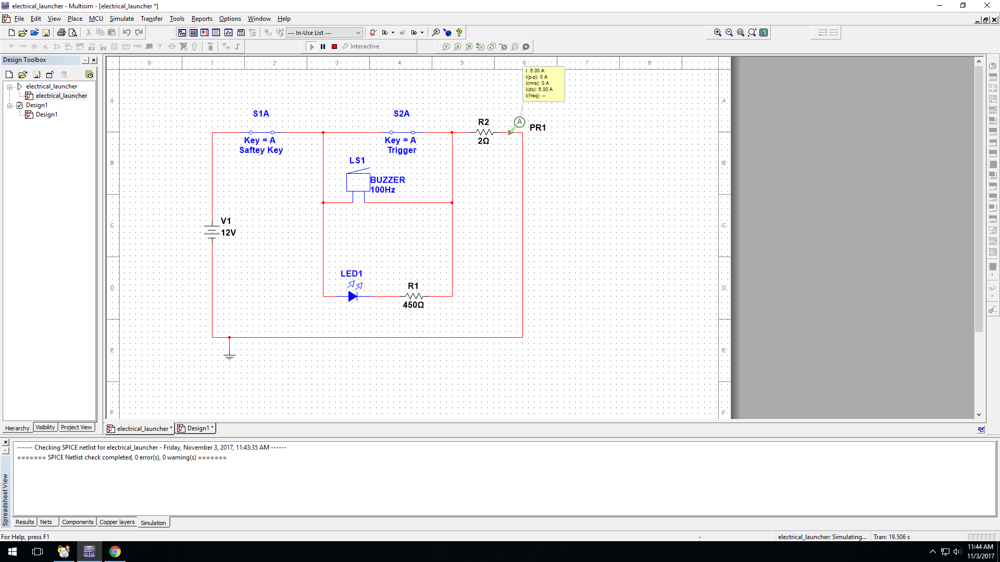 electrical_launcher - Multisim - [electrical_launcher *]
File Edit View Place MCU Simulate Transfer Tools Reports Options Window Help
--- In-Use List ---
Interactive
Design Toolbox
electrical_launcher
electrical_launcher
Design1
Design1
Hierarchy Visibility Project View
0 1 2 3 4 5 6 7 8
A A
B B
C C
D D
E E
F F
I: 6.00 A
I(p-p): 0 A
I(rms): 0 A
I(dc): 6.00 A
I(freq): --
S1A
Key = A
Saftey Key
S2A
Key = A
Trigger
R2
2Ω
A
PR1
LS1
BUZZER
100Hz
V1
12V
LED1
R1
450Ω
electrical_launcher * Design1 *
------ Checking SPICE netlist for electrical_launcher - Friday, November 3, 2017, 11:43:35 AM ------
======= SPICE Netlist check completed, 0 error(s), 0 warning(s) =======
Spreadsheet View
Results Nets Components Copper layers Simulation
For Help, press F1 - electrical_launcher: Simulating... Tran: 19.506 s
11:44 AM
11/3/2017